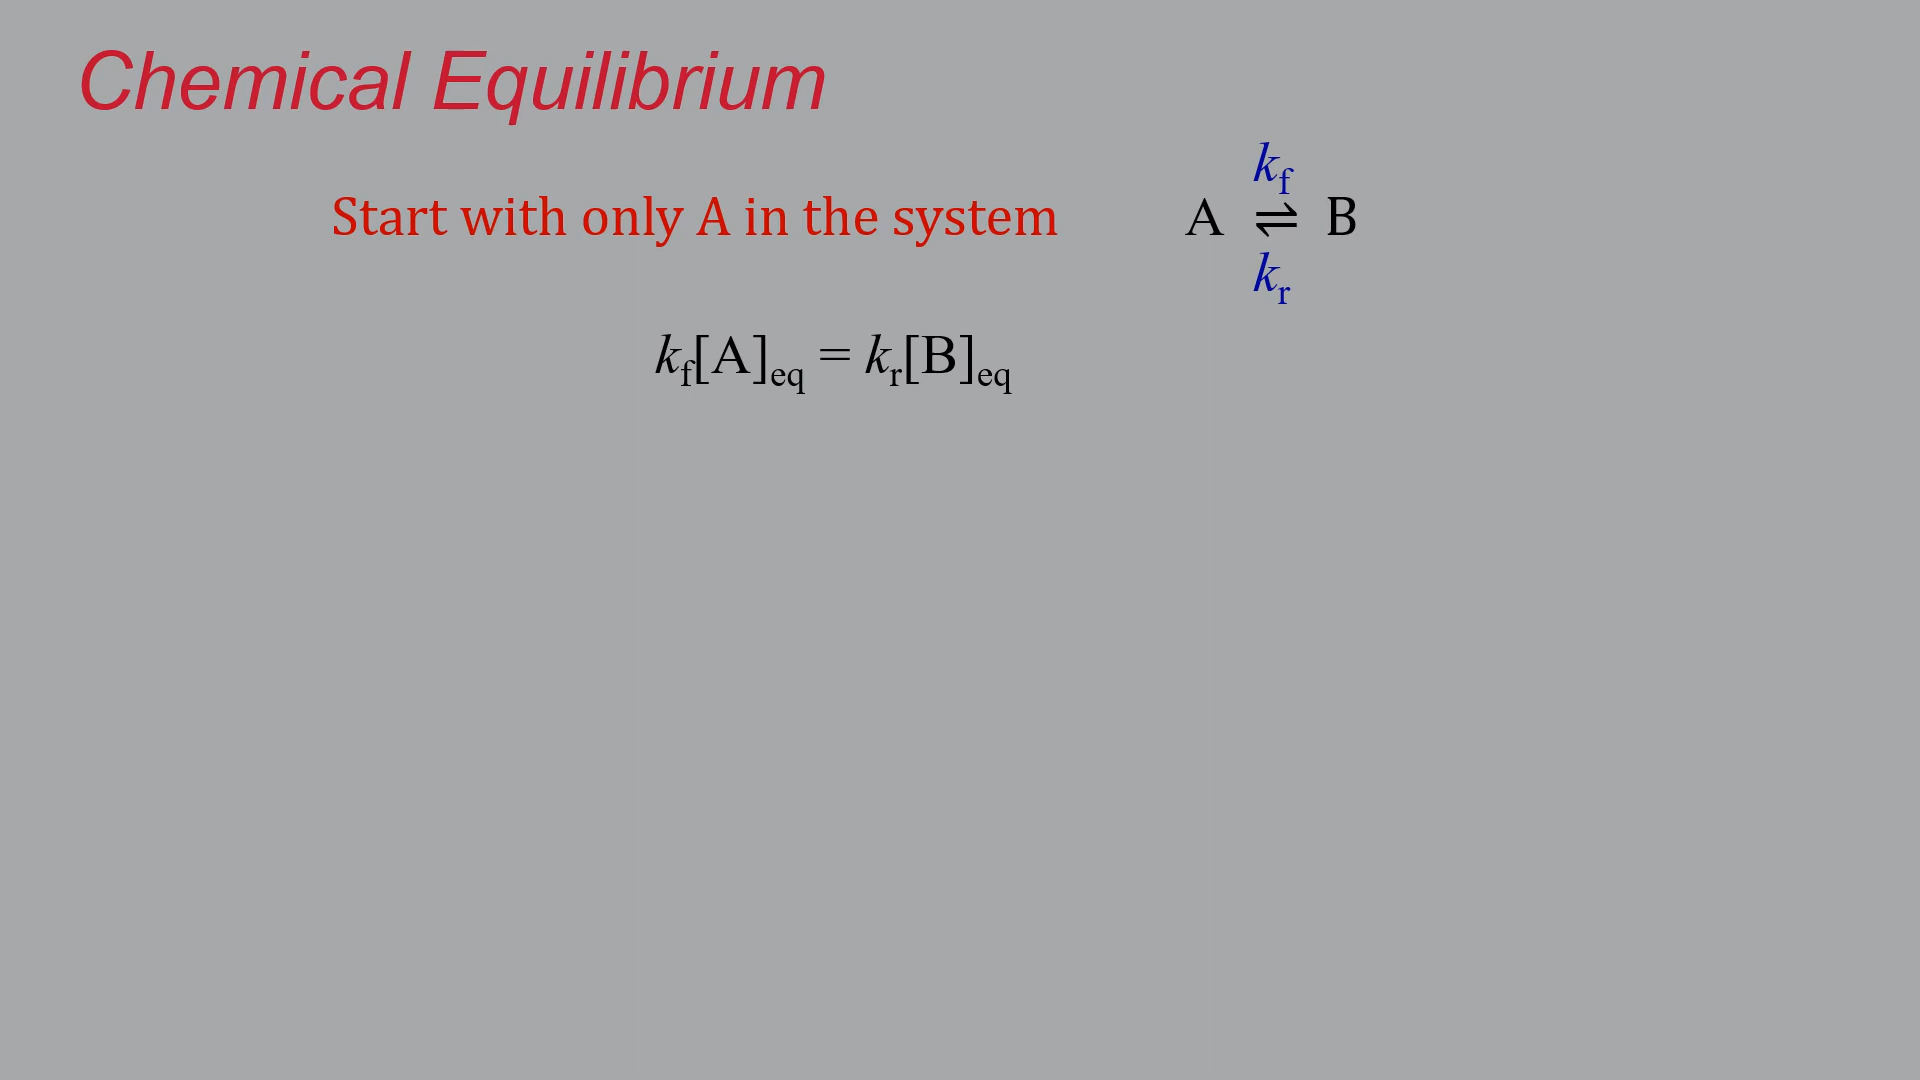 Chemical Equilibrium
k_f
Start with only A in the system A ⇌ B
k_r
k_f[A]_eq = k_r[B]_eq